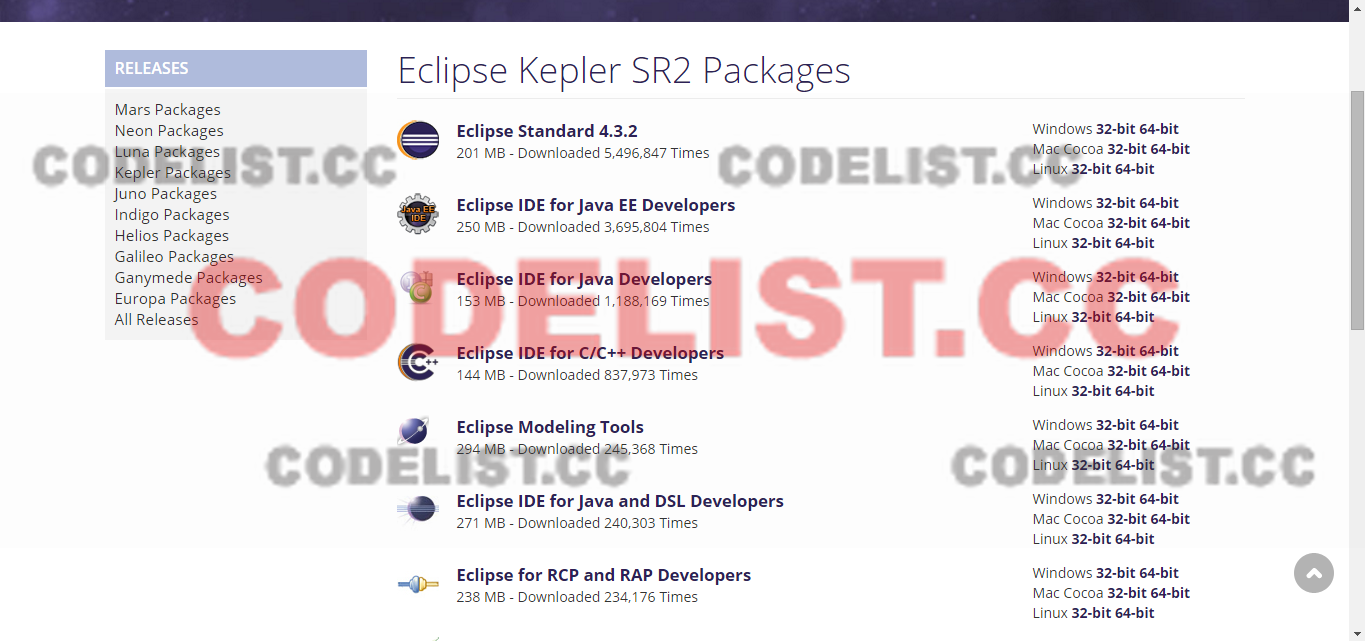 RELEASES
Mars Packages
Neon Packages
Luna Packages
Kepler Packages
Juno Packages
Indigo Packages
Helios Packages
Galileo Packages
Ganymede Packages
Europa Packages
All Releases
Eclipse Kepler SR2 Packages
Eclipse Standard 4.3.2
201 MB - Downloaded 5,496,847 Times
Windows 32-bit 64-bit
Mac Cocoa 32-bit 64-bit
Linux 32-bit 64-bit
Java EE
IDE
Eclipse IDE for Java EE Developers
250 MB - Downloaded 3,695,804 Times
Windows 32-bit 64-bit
Mac Cocoa 32-bit 64-bit
Linux 32-bit 64-bit
Eclipse IDE for Java Developers
153 MB - Downloaded 1,188,169 Times
Windows 32-bit 64-bit
Mac Cocoa 32-bit 64-bit
Linux 32-bit 64-bit
C++
Eclipse IDE for C/C++ Developers
144 MB - Downloaded 837,973 Times
Windows 32-bit 64-bit
Mac Cocoa 32-bit 64-bit
Linux 32-bit 64-bit
Eclipse Modeling Tools
294 MB - Downloaded 245,368 Times
Windows 32-bit 64-bit
Mac Cocoa 32-bit 64-bit
Linux 32-bit 64-bit
Eclipse IDE for Java and DSL Developers
271 MB - Downloaded 240,303 Times
Windows 32-bit 64-bit
Mac Cocoa 32-bit 64-bit
Linux 32-bit 64-bit
Eclipse for RCP and RAP Developers
238 MB - Downloaded 234,176 Times
Windows 32-bit 64-bit
Mac Cocoa 32-bit 64-bit
Linux 32-bit 64-bit
CODELIST.CC
CODELIST.CC
CODELIST.CC
CODELIST.CC
CODELIST.CC